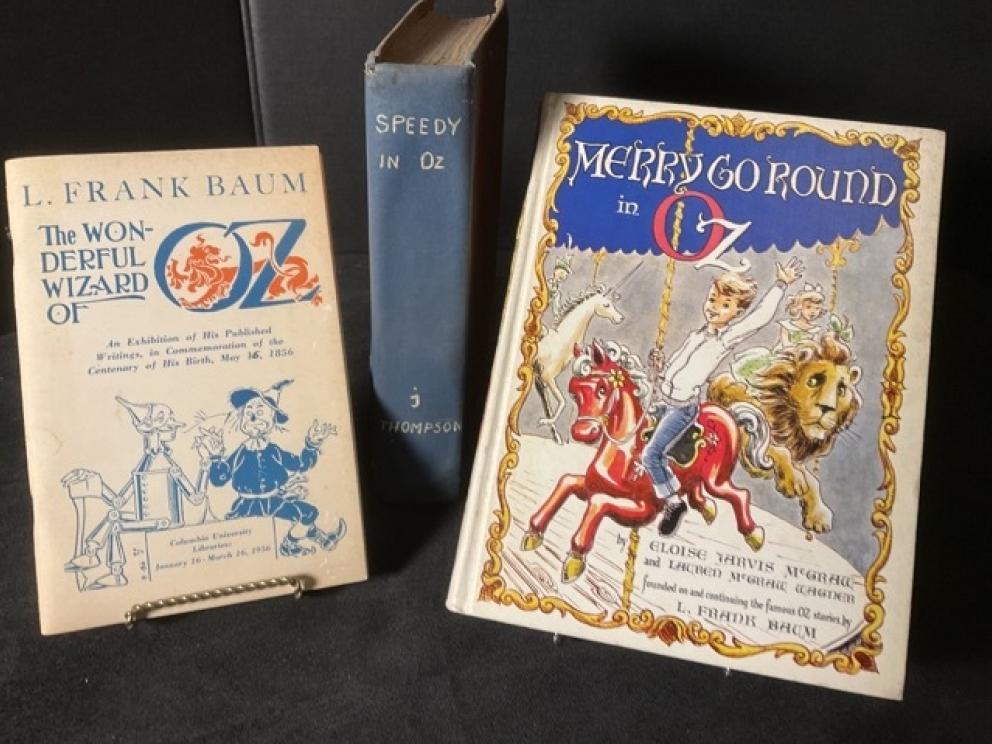 L. FRANK BAUM
The WON-
DERFUL
WIZARD
OF
OZ
An Exhibition of His Published
Writings, in Commemoration of the
Centenary of His Birth, May 15, 1856
Columbia University
Libraries:
January 16 - March 16, 1956
SPEEDY
IN OZ
j
THOMPSON
MERRY GO ROUND
in OZ
by ELOISE JARVIS McGRAW
and LAUREN McGRAW WAGNER
founded on and continuing the famous OZ stories by
L. FRANK BAUM